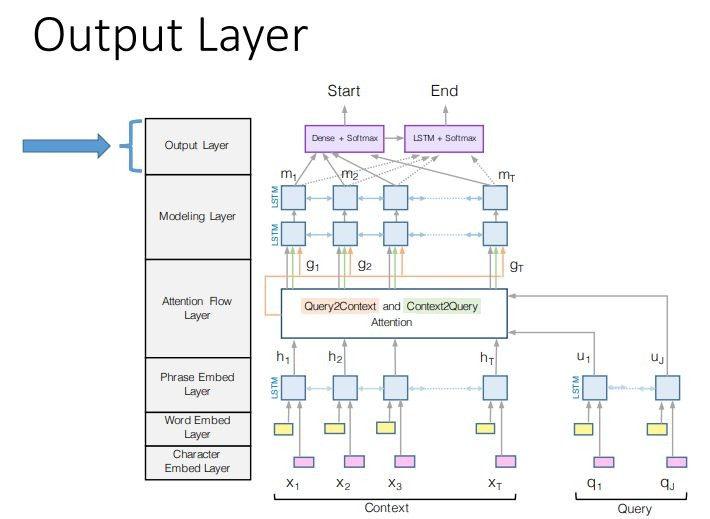 Output Layer
Start End
Output Layer
Dense + Softmax LSTM + Softmax
m1 m2 mT
LSTM
Modeling Layer
LSTM
g1 g2 gT
Attention Flow
Layer
Query2Context and Context2Query
Attention
h1 h2 hT u1 uJ
Phrase Embed
Layer
LSTM LSTM
Word Embed
Layer
Character
Embed Layer
x1 x2 x3 xT q1 qJ
Context Query